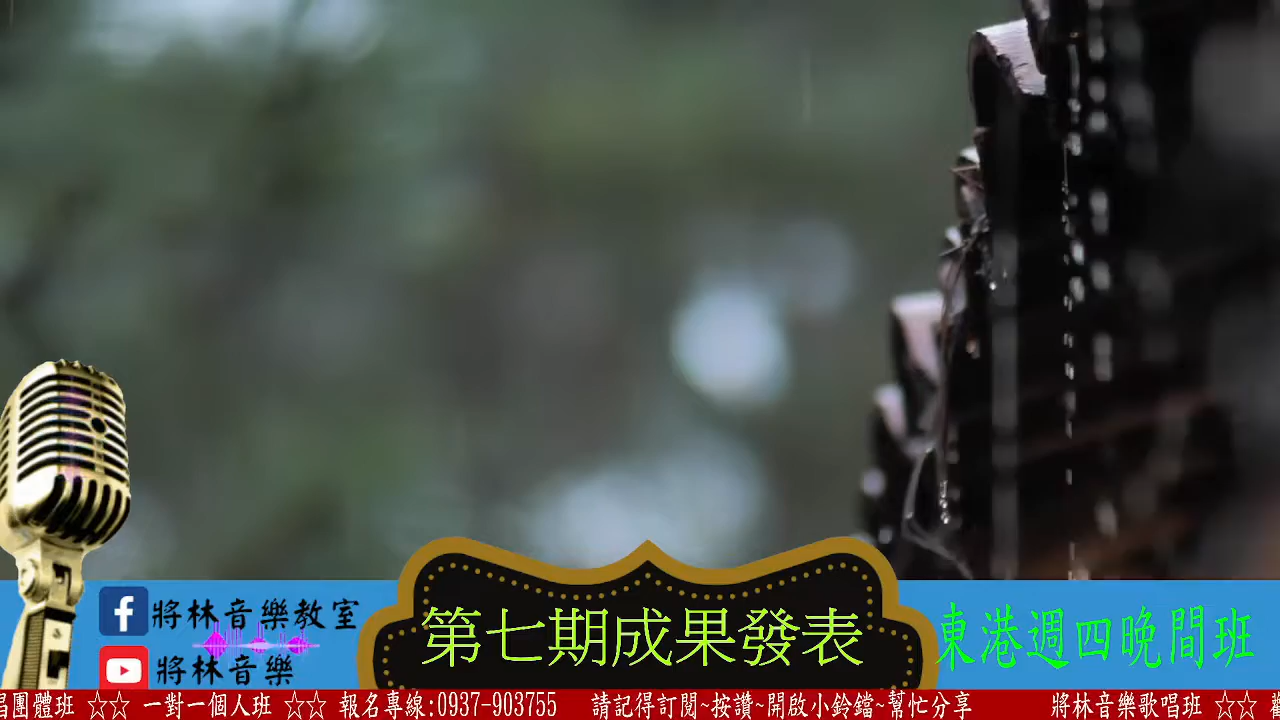 將林音樂教室
將林音樂
第七期成果發表
東港週四晚間班
唱團體班 ☆☆ 一對一個人班 ☆☆ 報名專線:0937-903755 請記得訂閱~按讚~開啟小鈴鐺~幫忙分享 將林音樂歌唱班 ☆☆